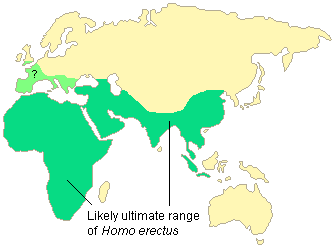 ?
Likely ultimate range
of Homo erectus